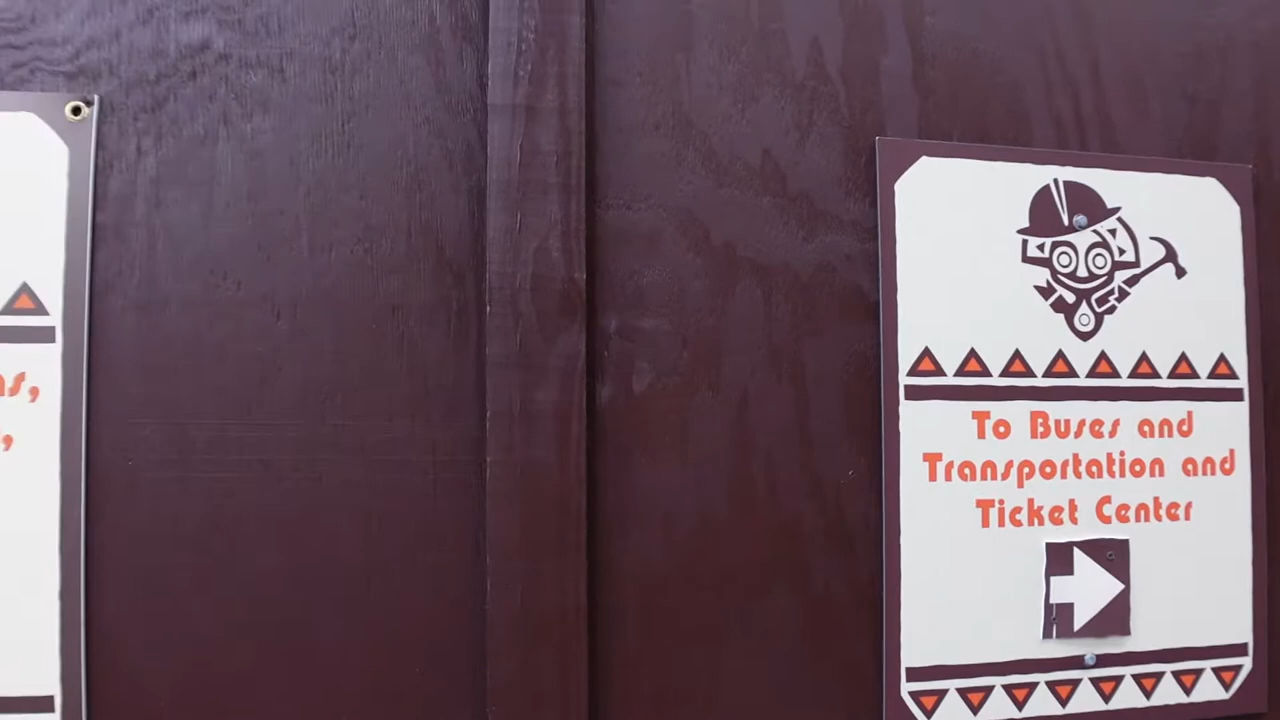 To Buses and
Transportation and
Ticket Center